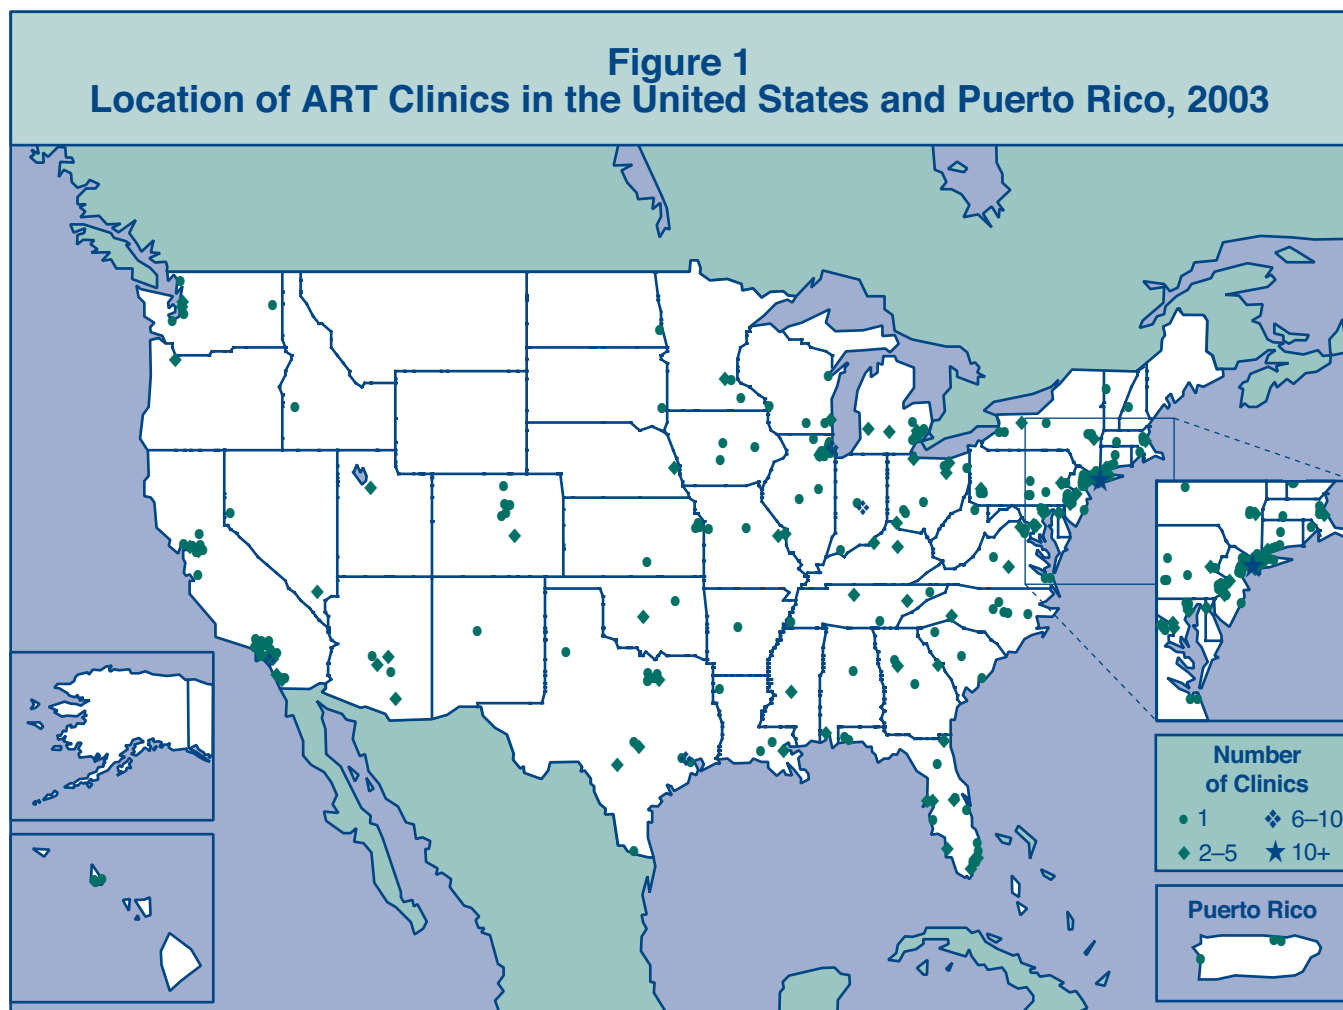 Figure 1
Location of ART Clinics in the United States and Puerto Rico, 2003
Number
of Clinics
1
6–10
2–5
10+
Puerto Rico